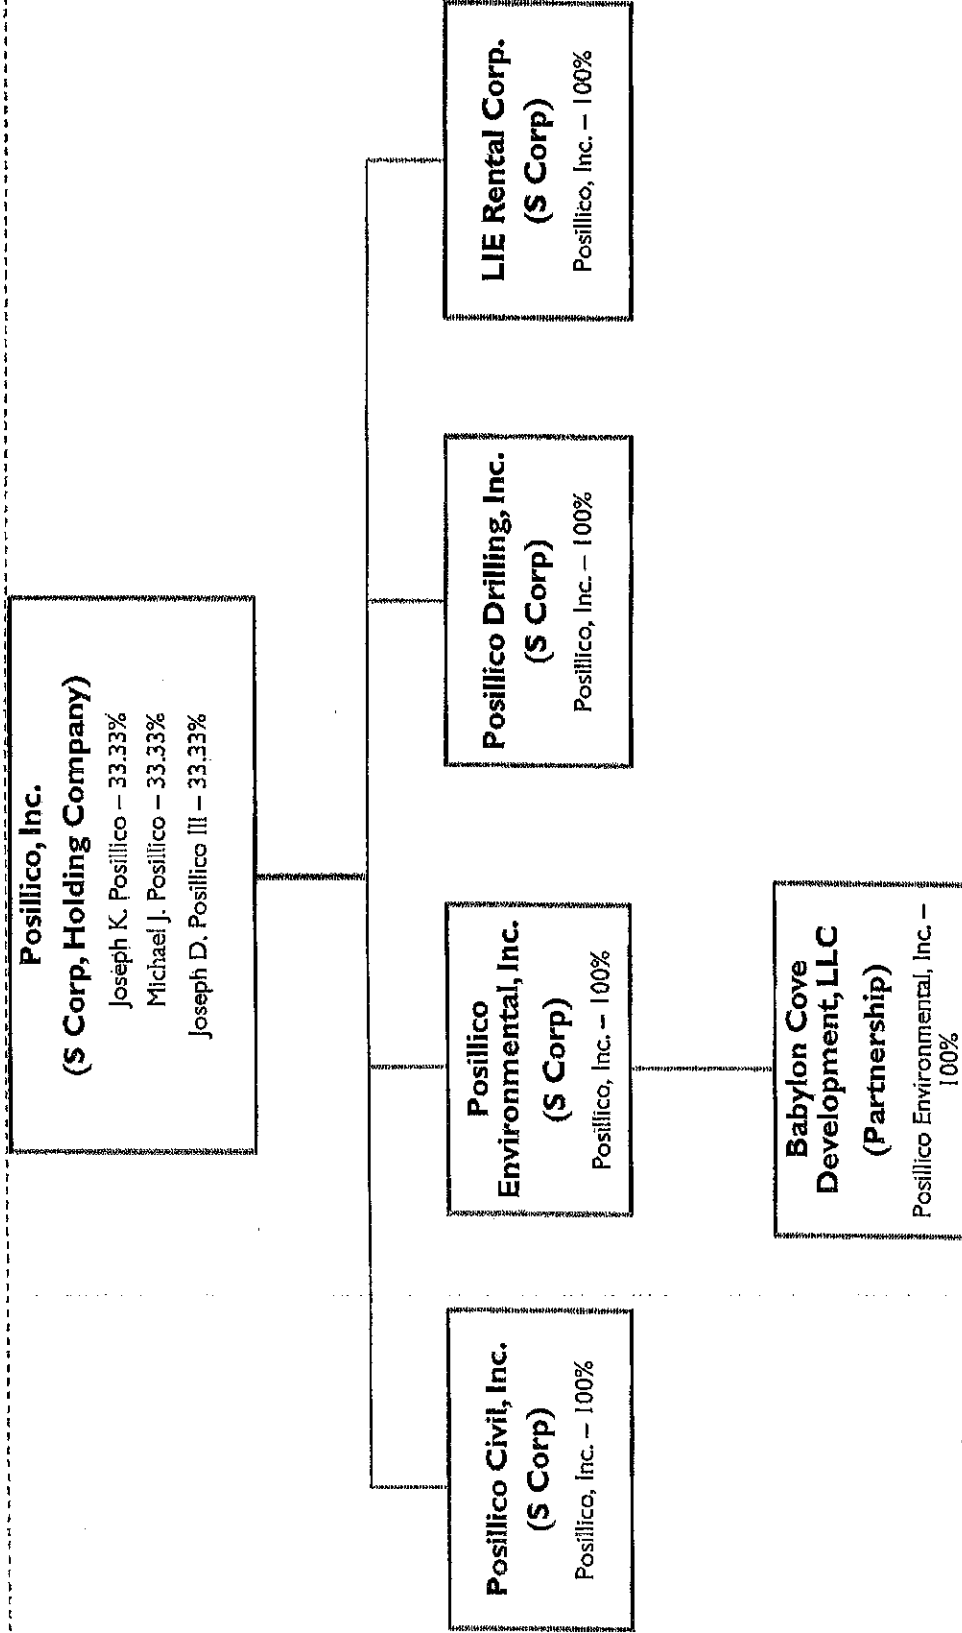 Posillico, Inc.
(S Corp, Holding Company)
Joseph K. Posillico – 33.33%
Michael J. Posillico – 33.33%
Joseph D. Posillico III – 33.33%
Posillico Civil, Inc.
(S Corp)
Posillico, Inc. – 100%
Posillico
Environmental, Inc.
(S Corp)
Posillico, Inc. – 100%
Posillico Drilling, Inc.
(S Corp)
Posillico, Inc. – 100%
LIE Rental Corp.
(S Corp)
Posillico, Inc. – 100%
Babylon Cove
Development, LLC
(Partnership)
Posillico Environmental, Inc. –
100%